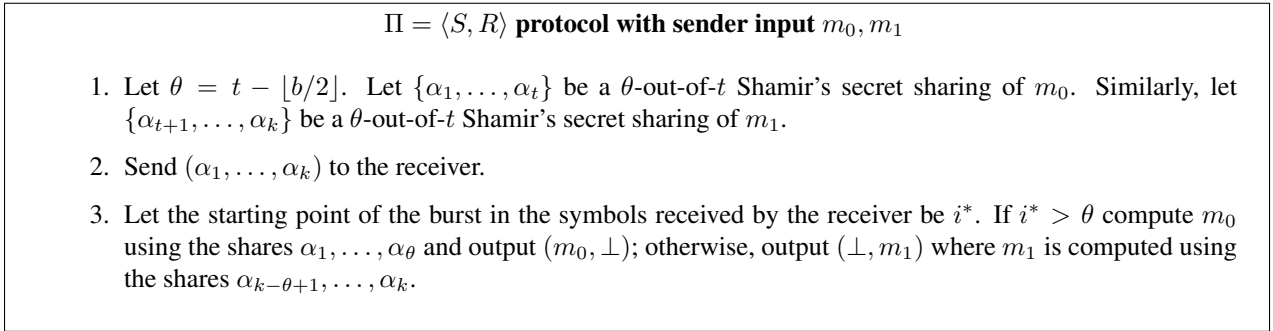 Π = ⟨S, R⟩ protocol with sender input m₀, m₁
1. Let θ = t − ⌊b/2⌋. Let {α₁, . . . , αₜ} be a θ-out-of-t Shamir's secret sharing of m₀. Similarly, let
{αₜ₊₁, . . . , αₖ} be a θ-out-of-t Shamir's secret sharing of m₁.
2. Send (α₁, . . . , αₖ) to the receiver.
3. Let the starting point of the burst in the symbols received by the receiver be i*. If i* > θ compute m₀
using the shares α₁, . . . , α_θ and output (m₀, ⊥); otherwise, output (⊥, m₁) where m₁ is computed using
the shares α_{k−θ+1}, . . . , αₖ.